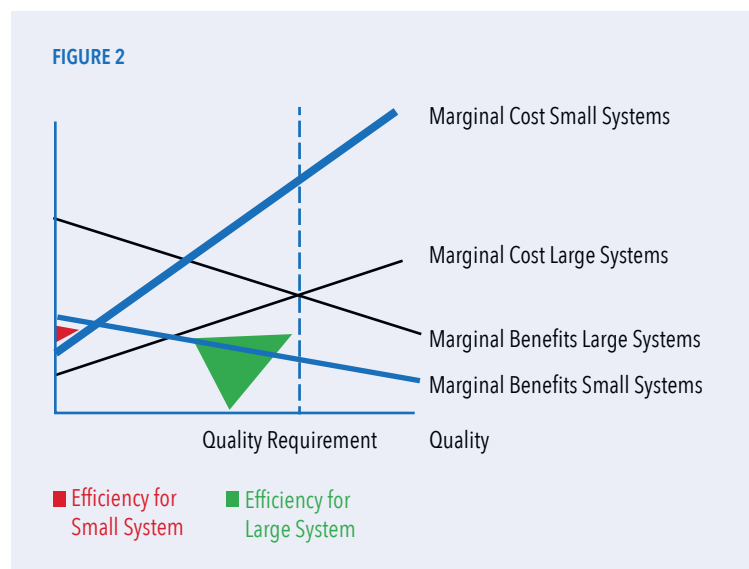 FIGURE 2
Marginal Cost Small Systems
Marginal Cost Large Systems
Marginal Benefits Large Systems
Marginal Benefits Small Systems
Quality Requirement
Quality
Efficiency for
Small System
Efficiency for
Large System